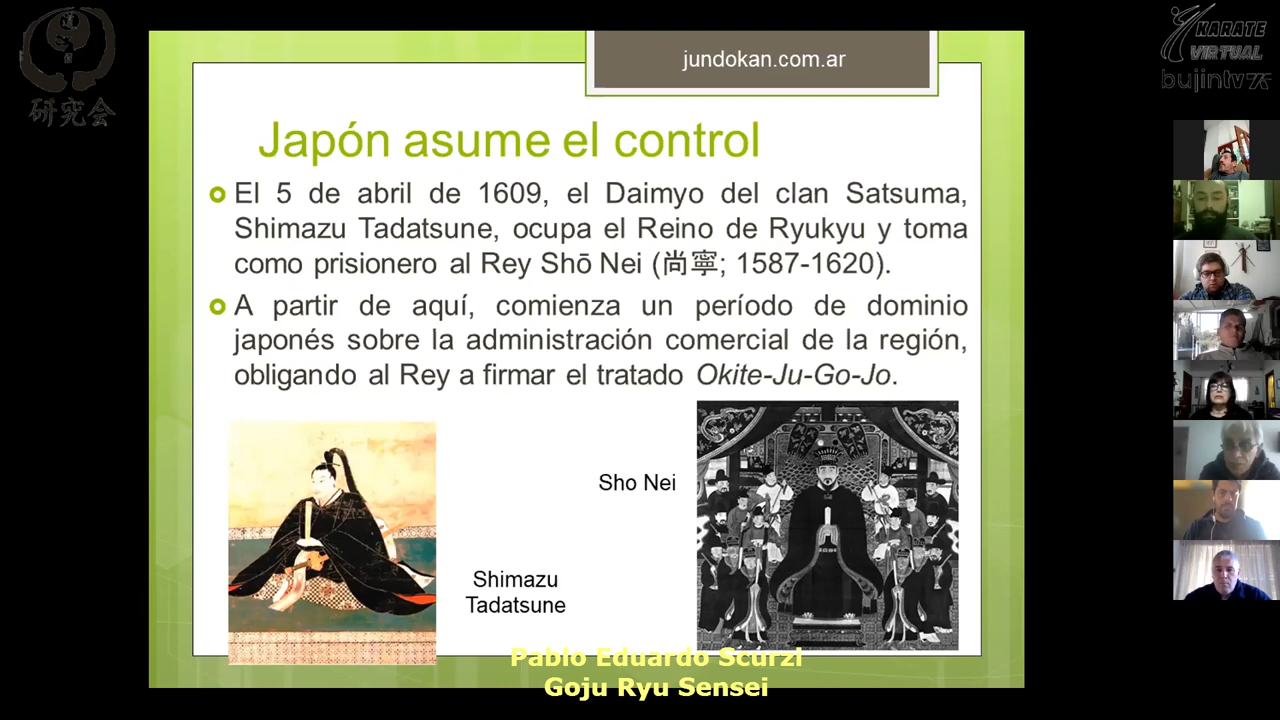 道
研究会
KARATE
VIRTUAL
bujintv
jundokan.com.ar
Japón asume el control
El 5 de abril de 1609, el Daimyo del clan Satsuma,
Shimazu Tadatsune, ocupa el Reino de Ryukyu y toma
como prisionero al Rey Shō Nei (尚寧; 1587-1620).
A partir de aquí, comienza un período de dominio
japonés sobre la administración comercial de la región,
obligando al Rey a firmar el tratado Okite-Ju-Go-Jo.
Sho Nei
Shimazu
Tadatsune
Pablo Eduardo Scurzi
Goju Ryu Sensei